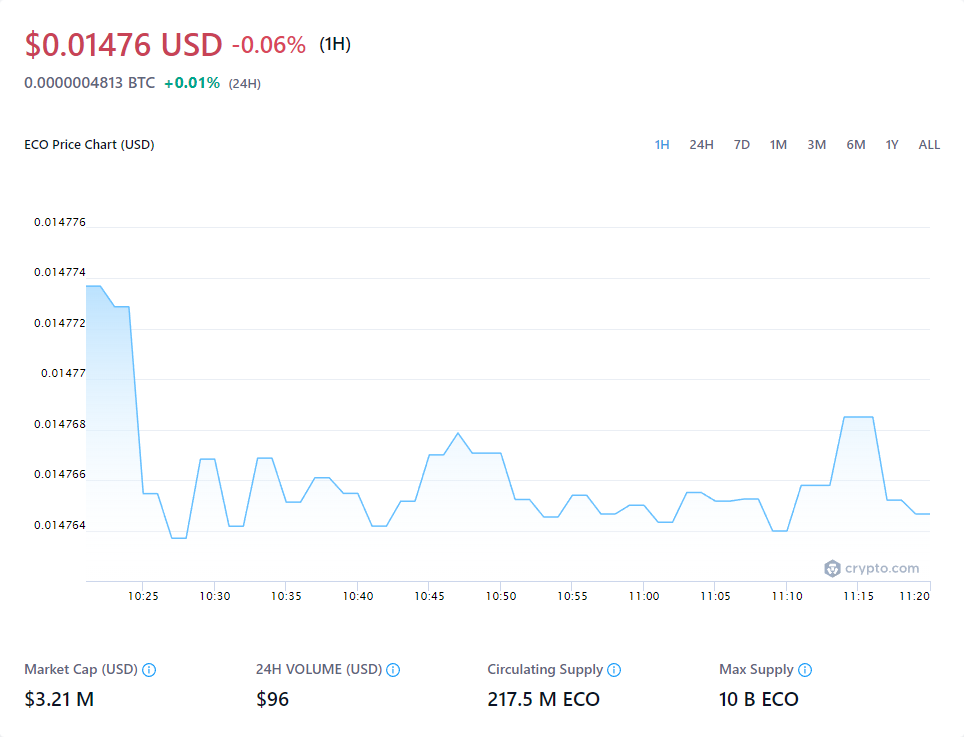 $0.01476 USD -0.06% (1H)
0.0000004813 BTC +0.01% (24H)
ECO Price Chart (USD) 1H 24H 7D 1M 3M 6M 1Y ALL
0.014776
0.014774
0.014772
0.01477
0.014768
0.014766
0.014764
crypto.com
10:25 10:30 10:35 10:40 10:45 10:50 10:55 11:00 11:05 11:10 11:15 11:20
Market Cap (USD) 24H VOLUME (USD) Circulating Supply Max Supply
$3.21 M $96 217.5 M ECO 10 B ECO